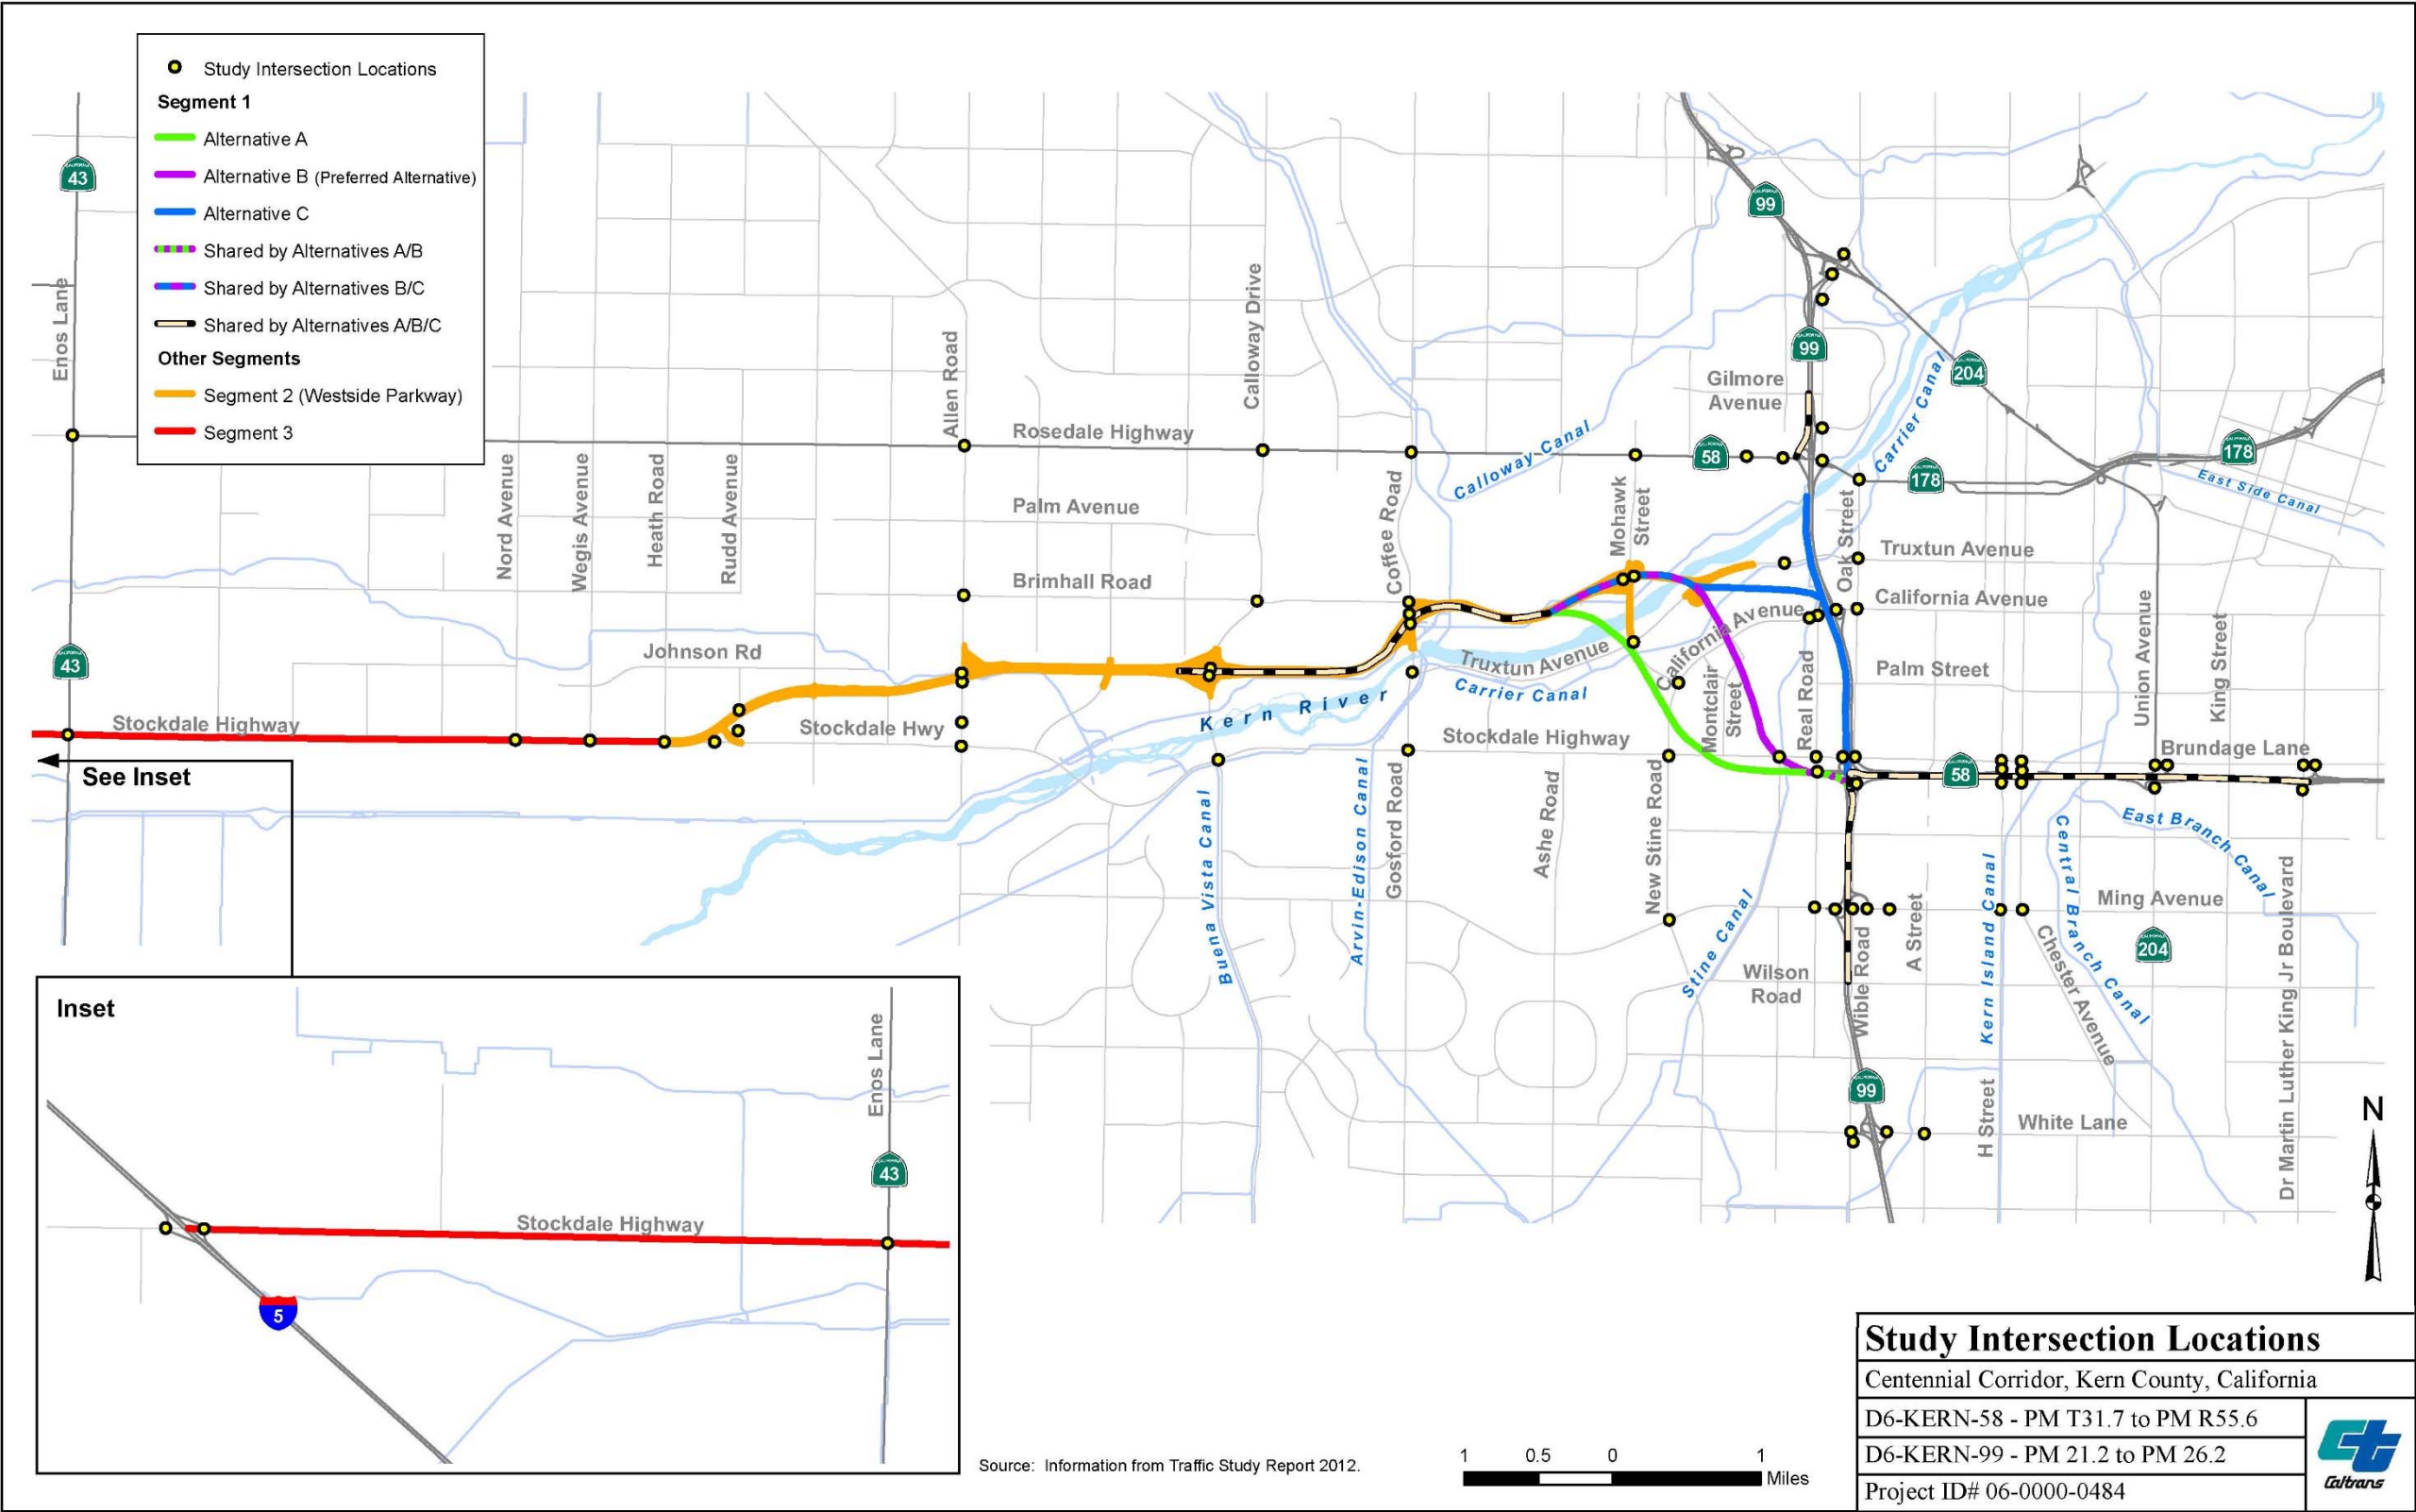 Study Intersection Locations
Segment 1
Alternative A
Alternative B (Preferred Alternative)
Alternative C
Shared by Alternatives A/B
Shared by Alternatives B/C
Shared by Alternatives A/B/C
Other Segments
Segment 2 (Westside Parkway)
Segment 3
43
99
99
Enos Lane
Allen Road
Calloway Drive
Gilmore
Avenue
Carrier Canal
204
Rosedale Highway
Calloway Canal
58
178
178
East Side Canal
Nord Avenue
Wegis Avenue
Heath Road
Rudd Avenue
Palm Avenue
Coffee Road
Mohawk
Street
Oak Street
Truxtun Avenue
Brimhall Road
California Avenue
California Avenue
43
Johnson Rd
Truxtun Avenue
Carrier Canal
Montclair
Street
Real Road
Palm Street
Union Avenue
King Street
Kern River
Stockdale Highway
Stockdale Hwy
Stockdale Highway
Brundage Lane
See Inset
58
Buena Vista Canal
Arvin-Edison Canal
Gosford Road
Ashe Road
New Stine Road
Stine Canal
East Branch Canal
Central Branch Canal
Kern Island Canal
Ming Avenue
204
A Street
Wible Road
Wilson
Road
Chester Avenue
Dr Martin Luther King Jr Boulevard
99
H Street
White Lane
N
Inset
Enos Lane
43
Stockdale Highway
5
Source: Information from Traffic Study Report 2012.
1 0.5 0 1
Miles
Study Intersection Locations
Centennial Corridor, Kern County, California
D6-KERN-58 - PM T31.7 to PM R55.6
D6-KERN-99 - PM 21.2 to PM 26.2
Project ID# 06-0000-0484
Caltrans